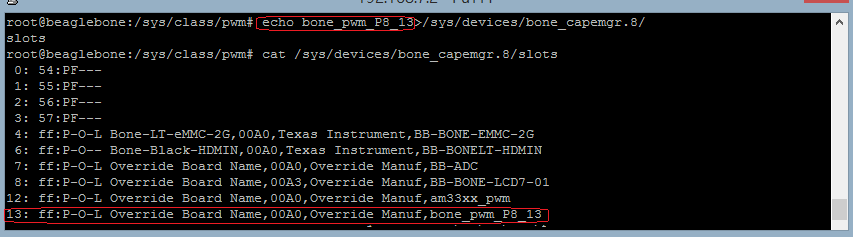 root@beaglebone:/sys/class/pwm# echo bone_pwm_P8_13>/sys/devices/bone_capemgr.8/
slots
root@beaglebone:/sys/class/pwm# cat /sys/devices/bone_capemgr.8/slots
0: 54:PF---
1: 55:PF---
2: 56:PF---
3: 57:PF---
4: ff:P-O-L Bone-LT-eMMC-2G,00A0,Texas Instrument,BB-BONE-EMMC-2G
6: ff:P-O-- Bone-Black-HDMIN,00A0,Texas Instrument,BB-BONELT-HDMIN
7: ff:P-O-L Override Board Name,00A0,Override Manuf,BB-ADC
8: ff:P-O-L Override Board Name,00A3,Override Manuf,BB-BONE-LCD7-01
12: ff:P-O-L Override Board Name,00A0,Override Manuf,am33xx_pwm
13: ff:P-O-L Override Board Name,00A0,Override Manuf,bone_pwm_P8_13